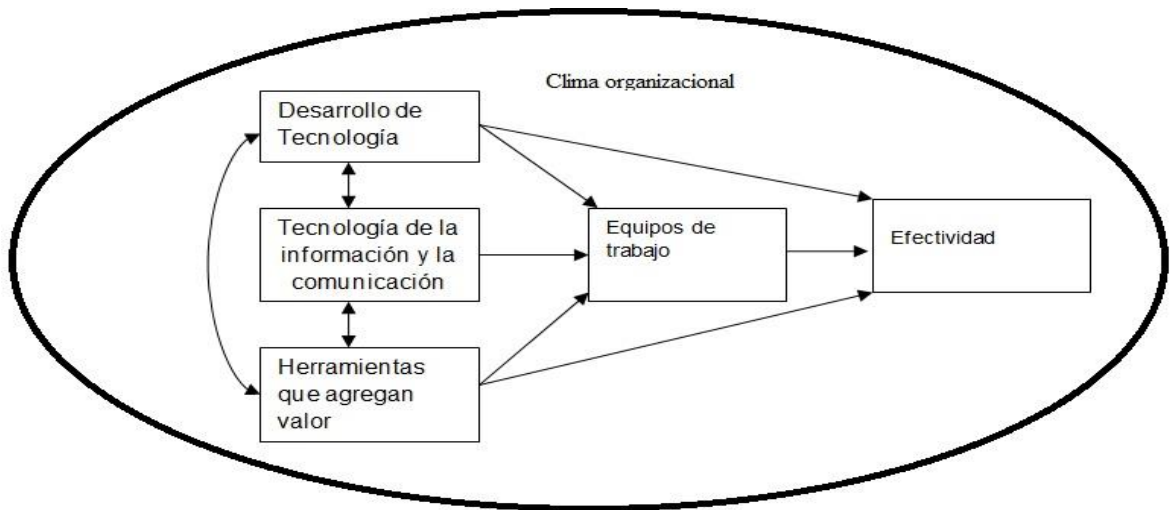 Clima organizacional
Desarrollo de
Tecnología
Tecnología de la
información y la
comunicación
Herramientas
que agregan
valor
Equipos de
trabajo
Efectividad